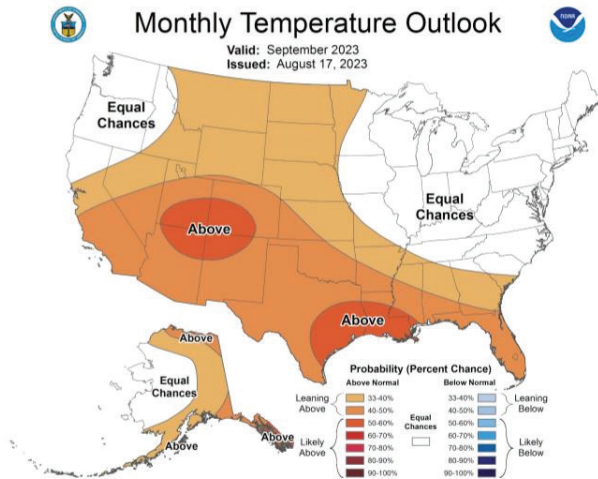 Monthly Temperature Outlook
NOAA
Valid: September 2023
Issued: August 17, 2023
Equal
Chances
Above
Equal
Chances
Above
Above
Equal
Chances
Above
Above
Probability (Percent Chance)
Above Normal
Below Normal
Leaning
Above
33-40%
40-50%
Likely
Above
50-60%
60-70%
70-80%
80-90%
90-100%
Equal
Chances
33-40%
40-50%
Leaning
Below
50-60%
60-70%
70-80%
80-90%
90-100%
Likely
Below